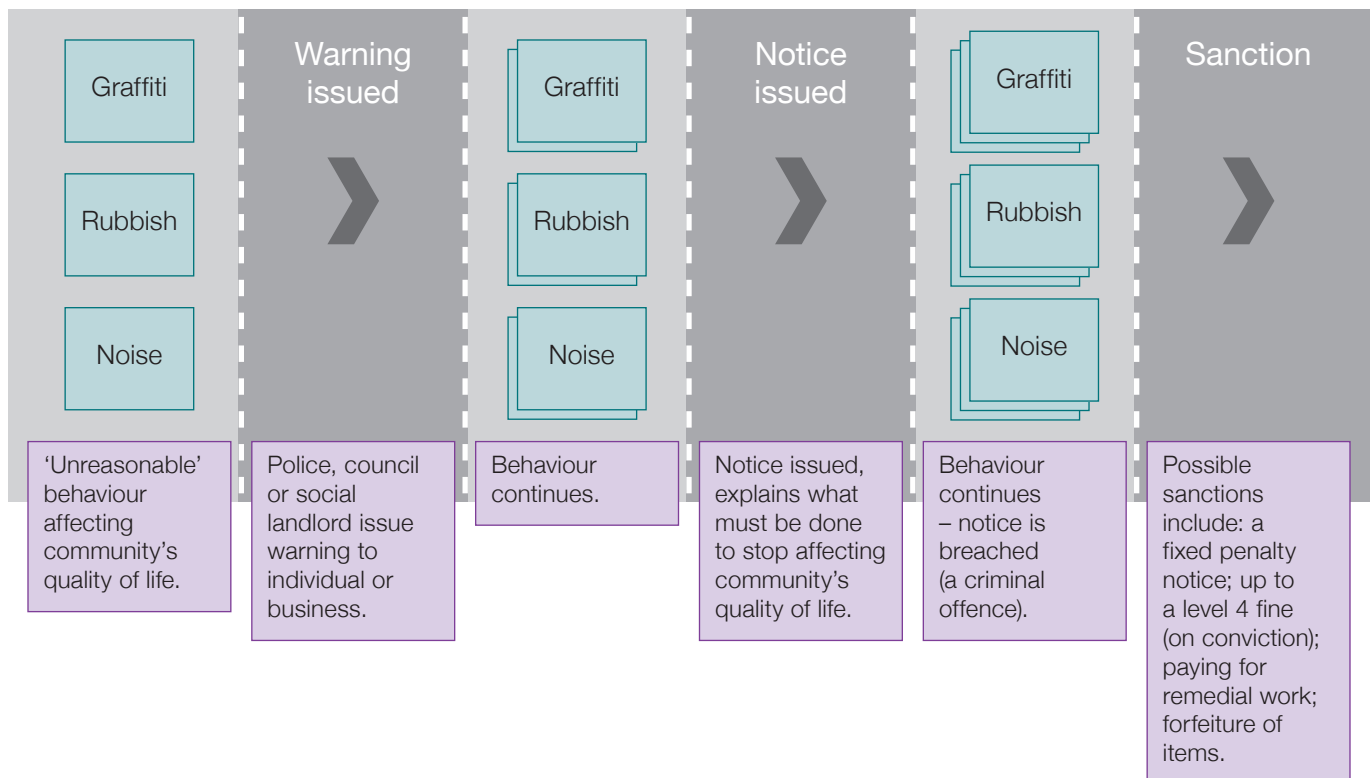 Graffiti
Rubbish
Noise
Warning
issued
Graffiti
Rubbish
Noise
Notice
issued
Graffiti
Rubbish
Noise
Sanction
‘Unreasonable’
behaviour
affecting
community’s
quality of life.
Police, council
or social
landlord issue
warning to
individual or
business.
Behaviour
continues.
Notice issued,
explains what
must be done
to stop affecting
community’s
quality of life.
Behaviour
continues
– notice is
breached
(a criminal
offence).
Possible
sanctions
include: a
fixed penalty
notice; up to
a level 4 fine
(on conviction);
paying for
remedial work;
forfeiture of
items.